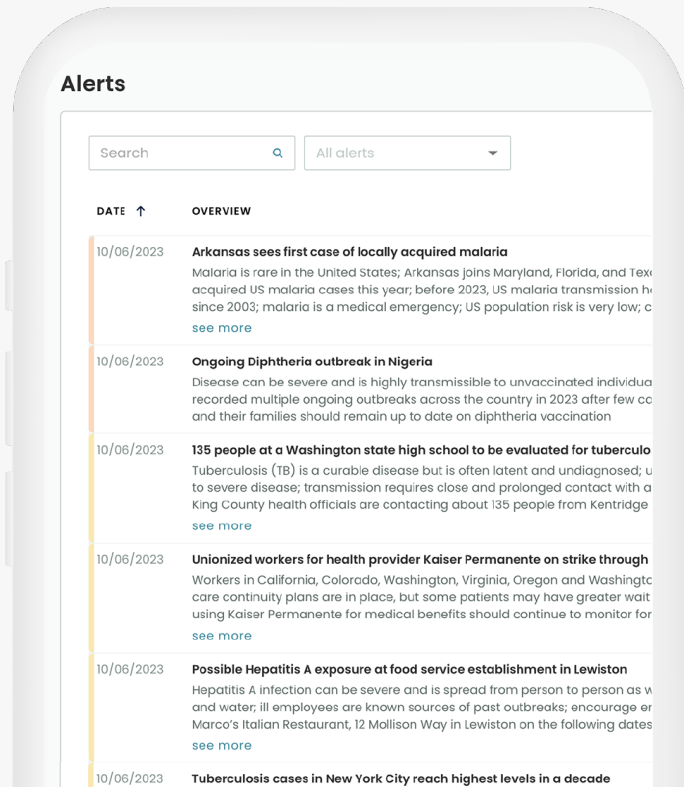 Alerts
Search
All alerts
DATE ↑ OVERVIEW
10/06/2023 Arkansas sees first case of locally acquired malaria
Malaria is rare in the United States; Arkansas joins Maryland, Florida, and
acquired US malaria cases this year; before 2023, US malaria transmission
since 2003; malaria is a medical emergency; US population risk is very low;
see more
10/06/2023 Ongoing Diphtheria outbreak in Nigeria
Disease can be severe and is highly transmissible to unvaccinated
recorded multiple ongoing outbreaks across the country in 2023 after few
and their families should remain up to date on diphtheria vaccination
see more
10/06/2023 135 people at a Washington state high school to be evaluated for
Tuberculosis (TB) is a curable disease but is often latent and undiagnosed;
to severe disease; transmission requires close and prolonged contact with a
King County health officials are contacting about 135 people from Kentridge
see more
10/06/2023 Unionized workers for health provider Kaiser Permanente on strike through
Workers in California, Colorado, Washington, Virginia, Oregon and
care continuity plans are in place, but some patients may have greater wait
using Kaiser Permanente for medical benefits should continue to monitor
see more
10/06/2023 Possible Hepatitis A exposure at food service establishment in Lewiston
Hepatitis A infection can be severe and is spread from person to person as
and water; ill employees are known sources of past outbreaks; encourage
Marco's Italian Restaurant, 12 Mollison Way in Lewiston on the following dates
see more
10/06/2023 Tuberculosis cases in New York City reach highest levels in a decade